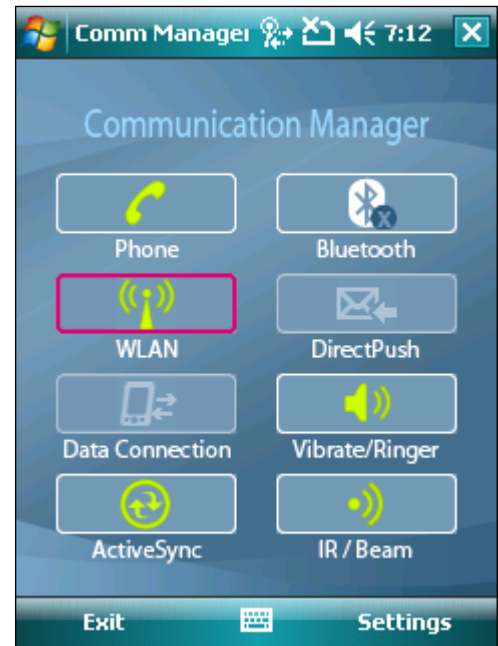 Comm Manager 7:12
Communication Manager
Phone Bluetooth
WLAN DirectPush
Data Connection Vibrate/Ringer
ActiveSync IR / Beam
Exit Settings